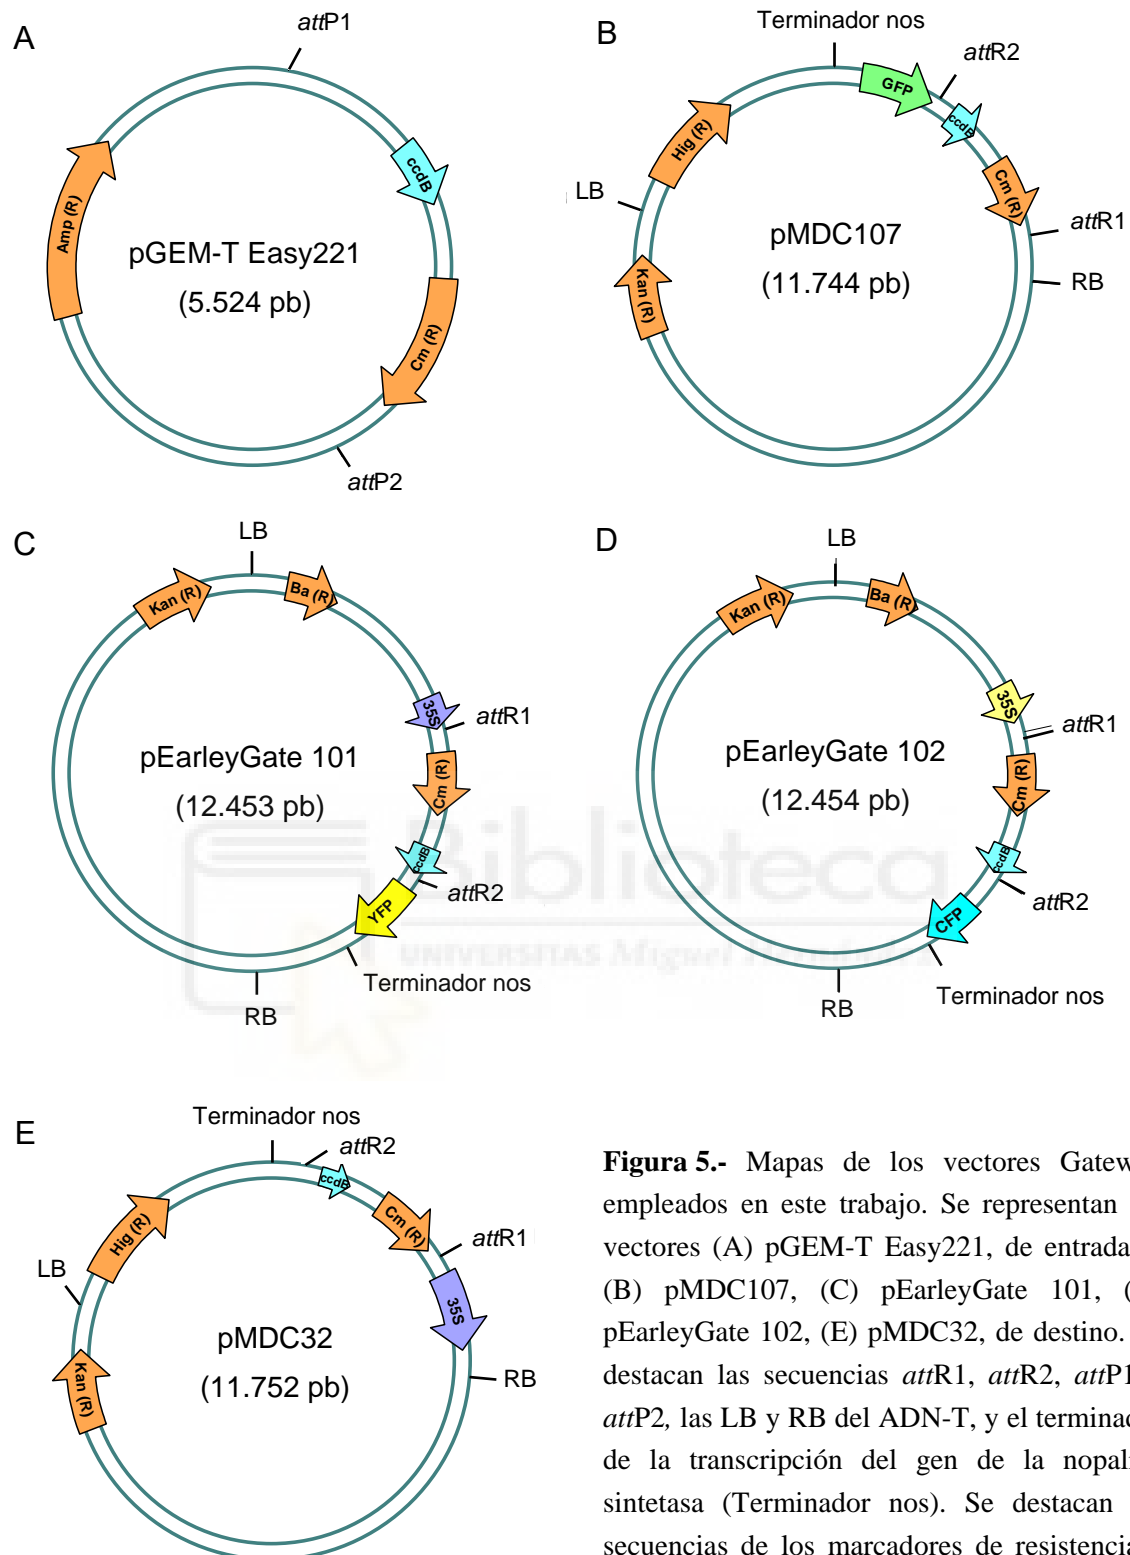 A
attP1
ccdB
Amp (R)
pGEM-T Easy221
(5.524 pb)
Cm (R)
attP2
B
Terminador nos
attR2
GFP
ccdB
Hig (R)
Cm (R)
LB
pMDC107
attR1
(11.744 pb)
RB
Kan (R)
C
LB
Kan (R)
Ba (R)
35S
attR1
pEarleyGate 101
(12.453 pb)
Cm (R)
ccdB
attR2
YFP
Terminador nos
RB
D
LB
Kan (R)
Ba (R)
35S
attR1
pEarleyGate 102
(12.454 pb)
Cm (R)
ccdB
attR2
CFP
Terminador nos
RB
Biblioteca
UNIVERSITAS Miguel Hernández
E
Terminador nos
attR2
ccdB
Hig (R)
Cm (R)
attR1
LB
35S
pMDC32
(11.752 pb)
RB
Kan (R)
Figura 5.- Mapas de los vectores Gatew
empleados en este trabajo. Se representan
vectores (A) pGEM-T Easy221, de entrada
(B) pMDC107, (C) pEarleyGate 101, (
pEarleyGate 102, (E) pMDC32, de destino.
destacan las secuencias attR1, attR2, attP1
attP2, las LB y RB del ADN-T, y el terminad
de la transcripción del gen de la nopali
sintetasa (Terminador nos). Se destacan
secuencias de los marcadores de resistencia